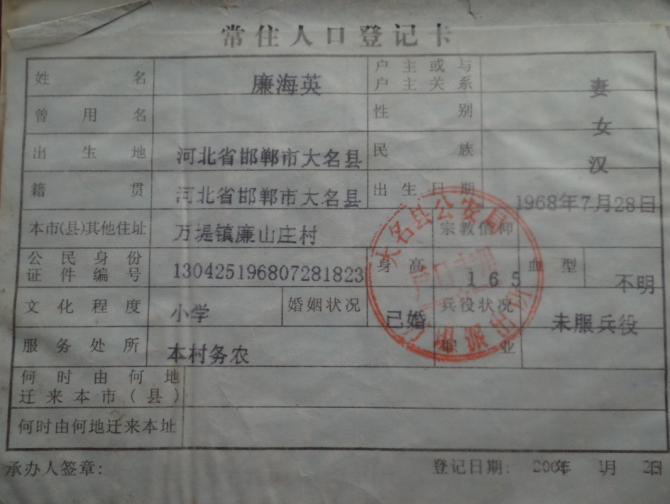 常住人口登记卡
姓名 廉海英 户主或与户主关系 妻
曾用名 性别 女
出生地 河北省邯郸市大名县 民族 汉
籍贯 河北省邯郸市大名县 出生日期 1968年7月28日
本市(县)其他住址 万堤镇廉山庄村 宗教信仰
公民身份证件编号 130425196807281823 身高 165 血型 不明
文化程度 小学 婚姻状况 已婚 兵役状况 未服兵役
服务处所 本村务农 职业
何时由何地迁来本市(县)
何时由何地迁来本址
承办人签章: 登记日期: 年 月 日
大名县公安局